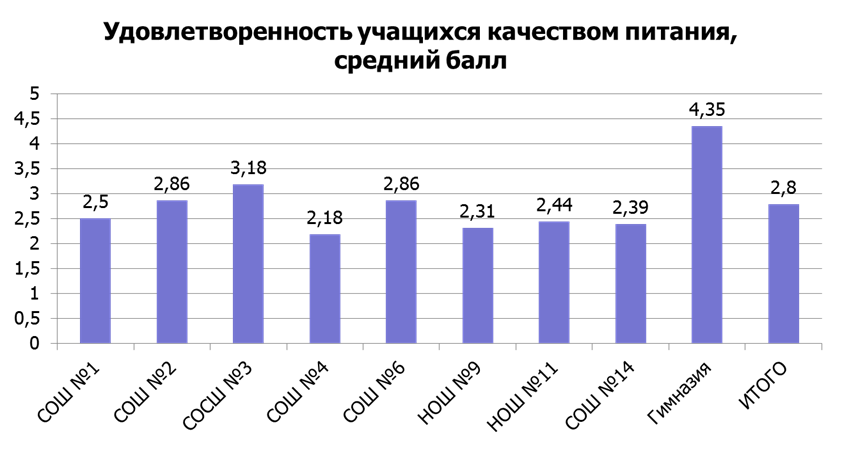 Удовлетворенность учащихся качеством питания,
средний балл
5
4,5
4
3,5
3
2,5
2
1,5
1
0,5
0
2,5
2,86
3,18
2,18
2,86
2,31
2,44
2,39
4,35
2,8
СОШ №1
СОШ №2
СОСШ №3
СОШ №4
СОШ №6
НОШ №9
НОШ №11
СОШ №14
Гимназия
ИТОГО